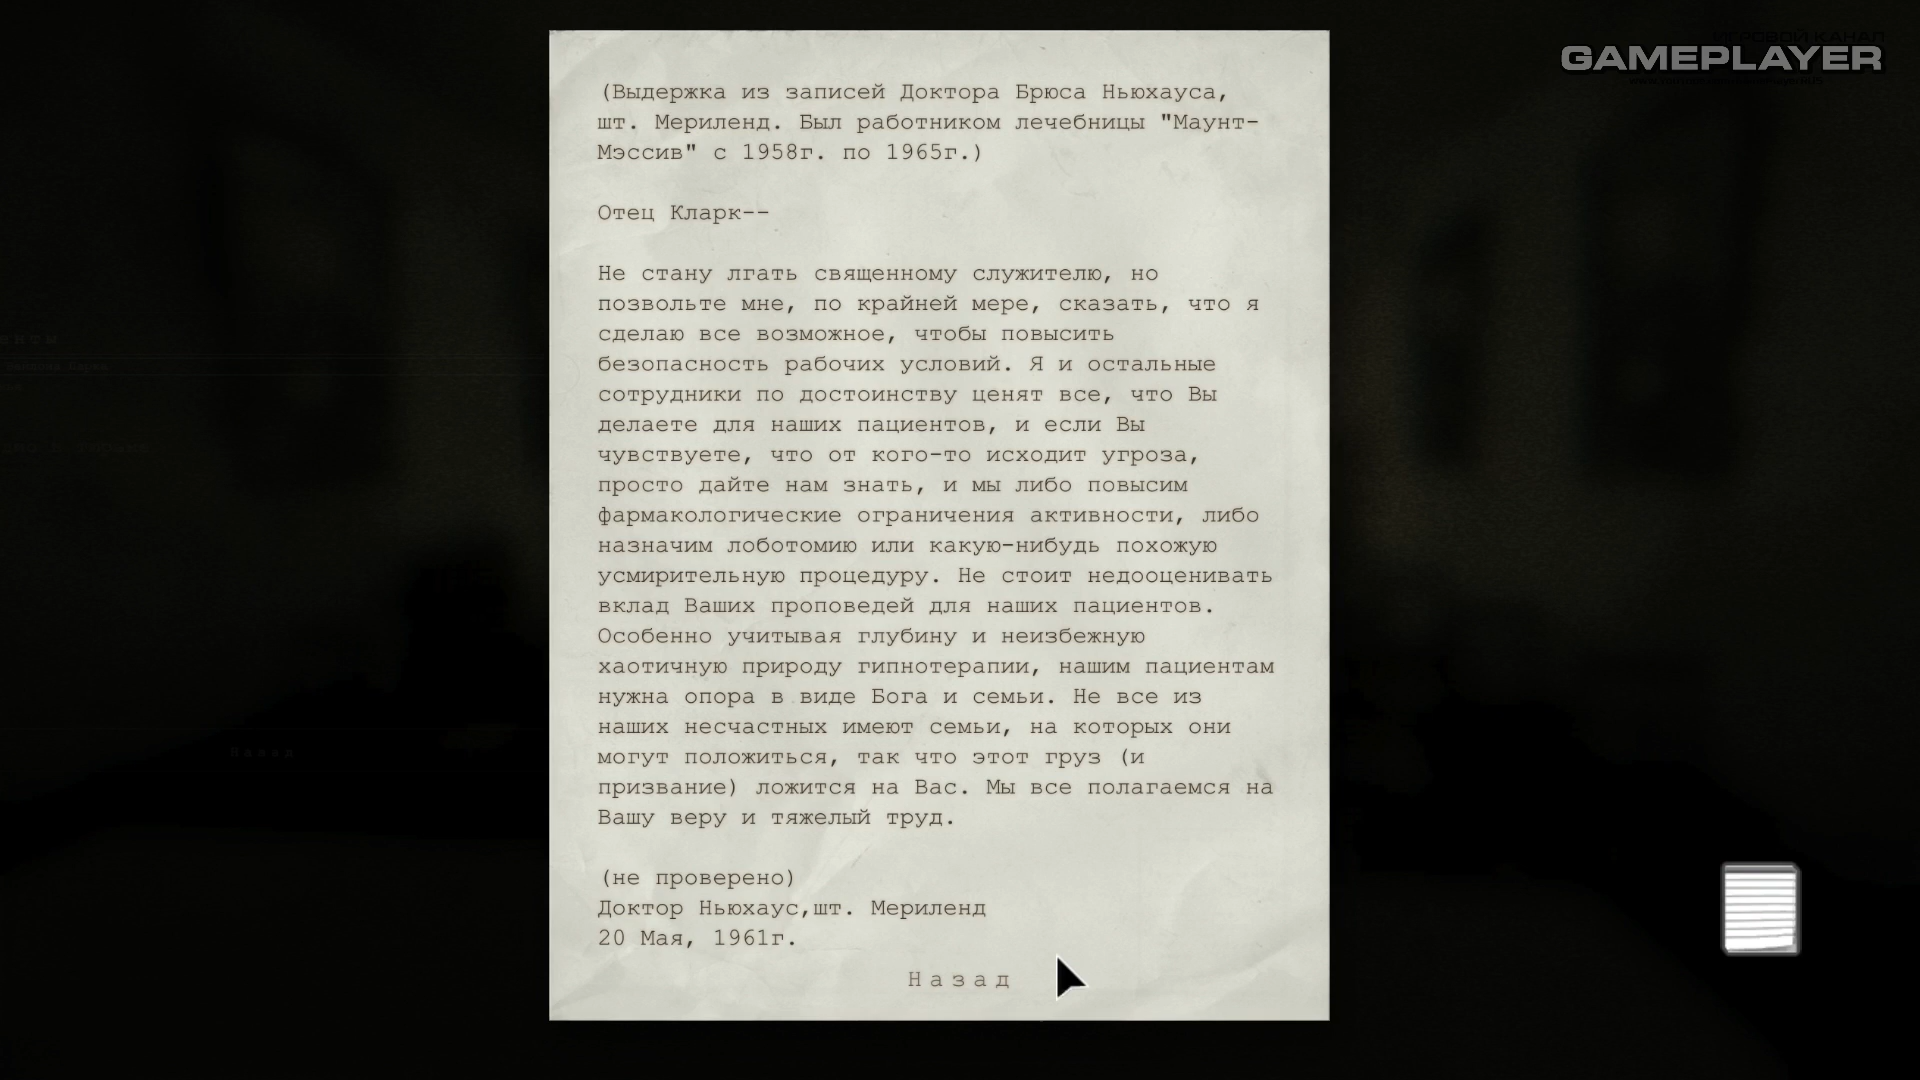 ИГРОВОЙ КАНАЛ
GAMEPLAYER
(Выдержка из записей Доктора Брюса Ньюхауса,
шт. Мериленд. Был работником лечебницы "Маунт-
Мэссив" с 1958г. по 1965г.)
Отец Кларк--
Не стану лгать священному служителю, но
позвольте мне, по крайней мере, сказать, что я
сделаю все возможное, чтобы повысить
безопасность рабочих условий. Я и остальные
сотрудники по достоинству ценят все, что Вы
делаете для наших пациентов, и если Вы
чувствуете, что от кого-то исходит угроза,
просто дайте нам знать, и мы либо повысим
фармакологические ограничения активности, либо
назначим лоботомию или какую-нибудь похожую
усмирительную процедуру. Не стоит недооценивать
вклад Ваших проповедей для наших пациентов.
Особенно учитывая глубину и неизбежную
хаотичную природу гипнотерапии, нашим пациентам
нужна опора в виде Бога и семьи. Не все из
наших несчастных имеют семьи, на которых они
могут положиться, так что этот груз (и
призвание) ложится на Вас. Мы все полагаемся на
Вашу веру и тяжелый труд.
(не проверено)
Доктор Ньюхаус,шт. Мериленд
20 Мая, 1961г.
Назад
Назад